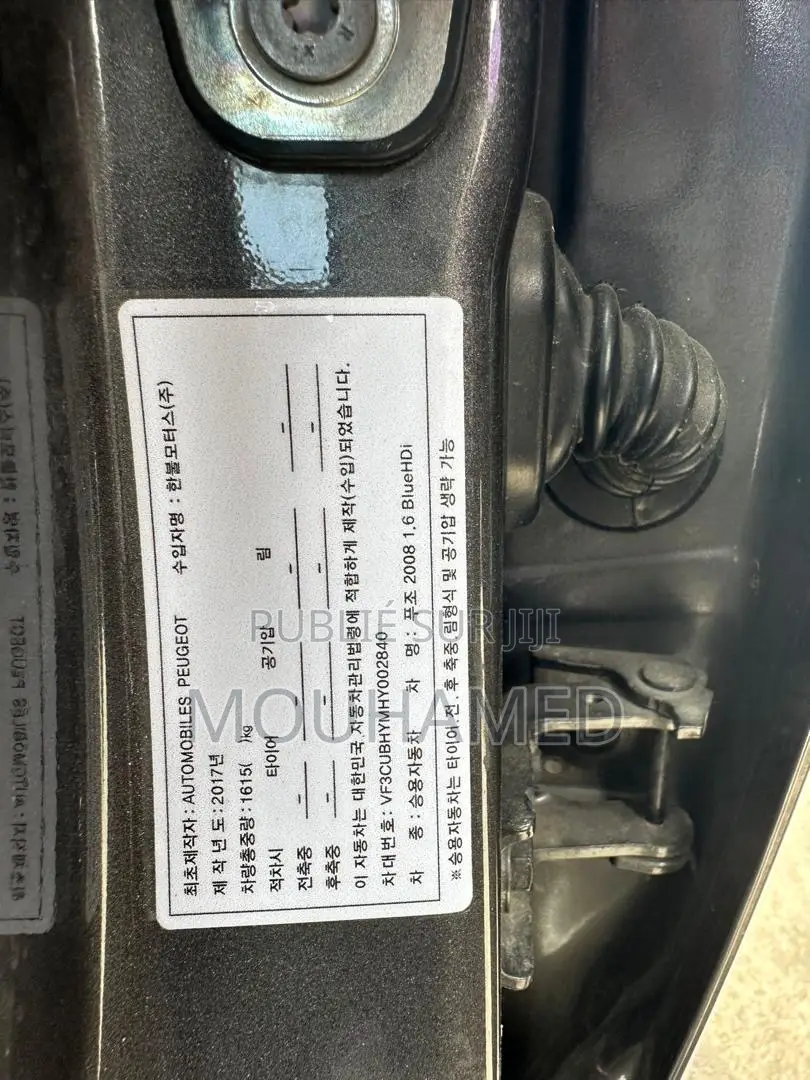 R X
최초제작자 : AUTOMOBILES PEUGEOT 수입자명 : 한불모터스(주)
제 작 년 도 : 2017년
차량총중량 : 1615( )kg
적차시 타이어 공기압 림
전축중 - - - -
후축중 - - - -
이 자동차는 대한민국 자동차관리법령에 적합하게 제작(수입)되었습니다.
차 대 번 호 : VF3CUBHYMHY002840
차 종 : 승용자동차 차 명 : 푸조 2008 1.6 BlueHDi
※ 승용자동차는 타이어 전. 후 축중 림형식 및 공기압 생략 가능
PUBLIÉ SUR JIJI
MOUHAMED